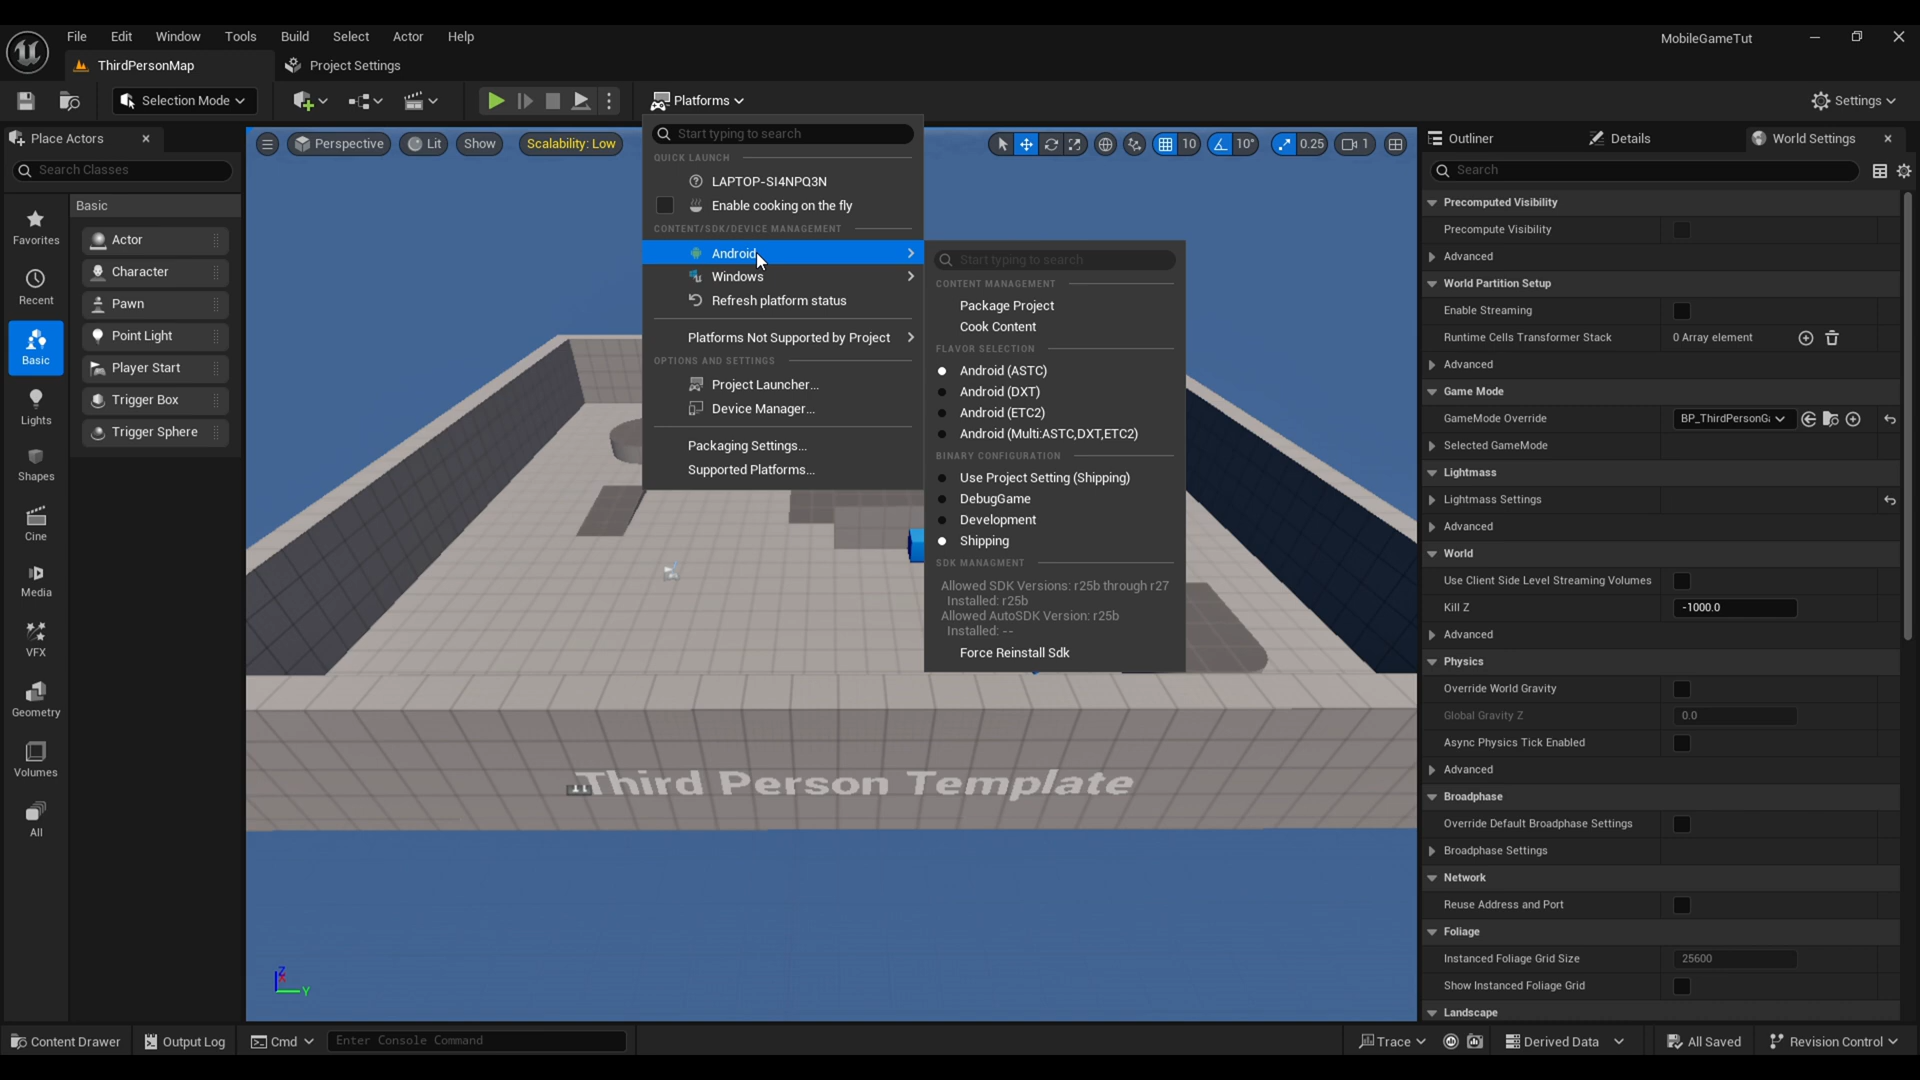 File Edit Window Tools Build Select Actor Help
MobileGameTut
ThirdPersonMap
Project Settings
Selection Mode
Platforms
Settings
Place Actors
Search Classes
Favorites
Recent
Basic
Lights
Shapes
Cine
Media
VFX
Geometry
Volumes
All
Basic
Actor
Character
Pawn
Point Light
Player Start
Trigger Box
Trigger Sphere
Perspective
Lit
Show
Scalability: Low
10
10°
0.25
1
Start typing to search
QUICK LAUNCH
LAPTOP-SI4NPQ3N
Enable cooking on the fly
CONTENT/SDK/DEVICE MANAGEMENT
Android
Windows
Refresh platform status
Platforms Not Supported by Project
OPTIONS AND SETTINGS
Project Launcher...
Device Manager...
Packaging Settings...
Supported Platforms...
Start typing to search
CONTENT MANAGEMENT
Package Project
Cook Content
FLAVOR SELECTION
Android (ASTC)
Android (DXT)
Android (ETC2)
Android (Multi:ASTC,DXT,ETC2)
BINARY CONFIGURATION
Use Project Setting (Shipping)
DebugGame
Development
Shipping
SDK MANAGMENT
Allowed SDK Versions: r25b through r27
Installed: r25b
Allowed AutoSDK Version: r25b
Installed: --
Force Reinstall Sdk
Third Person Template
Z
X
Y
Outliner
Details
World Settings
Search
Precomputed Visibility
Precompute Visibility
Advanced
World Partition Setup
Enable Streaming
Runtime Cells Transformer Stack 0 Array element
Advanced
Game Mode
GameMode Override BP_ThirdPersonGa
Selected GameMode
Lightmass
Lightmass Settings
Advanced
World
Use Client Side Level Streaming Volumes
Kill Z -1000.0
Advanced
Physics
Override World Gravity
Global Gravity Z 0.0
Async Physics Tick Enabled
Advanced
Broadphase
Override Default Broadphase Settings
Broadphase Settings
Network
Reuse Address and Port
Foliage
Instanced Foliage Grid Size 25600
Show Instanced Foliage Grid
Landscape
Content Drawer
Output Log
Cmd
Enter Console Command
Trace
Derived Data
All Saved
Revision Control